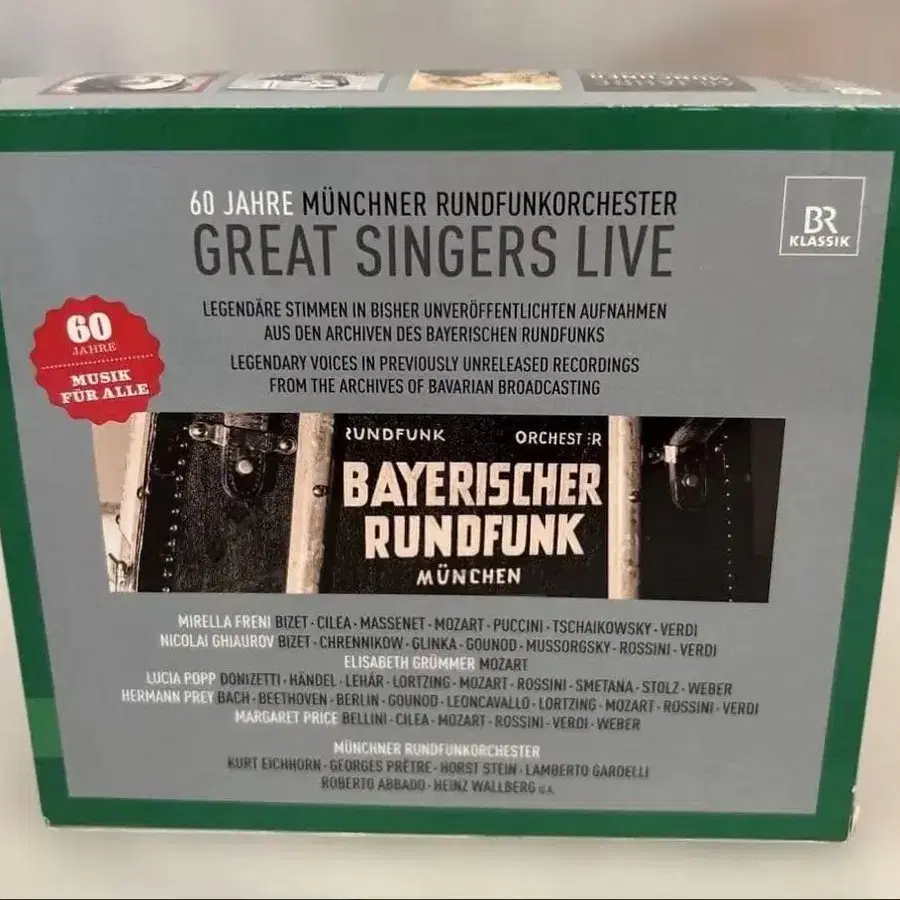 60 JAHRE MÜNCHNER RUNDFUNKORCHESTER
GREAT SINGERS LIVE
BR
KLASSIK
LEGENDÄRE STIMMEN IN BISHER UNVERÖFFENTLICHTEN AUFNAHMEN
AUS DEN ARCHIVEN DES BAYERISCHEN RUNDFUNKS
LEGENDARY VOICES IN PREVIOUSLY UNRELEASED RECORDINGS
FROM THE ARCHIVES OF BAVARIAN BROADCASTING
60
JAHRE
MUSIK
FÜR ALLE
RUNDFUNK ORCHESTER
BAYERISCHER
RUNDFUNK
MÜNCHEN
MIRELLA FRENI BIZET · CILEA · MASSENET · MOZART · PUCCINI · TSCHAIKOWSKY · VERDI
NICOLAI GHIAUROV BIZET · CHRENNIKOW · GLINKA · GOUNOD · MUSSORGSKY · ROSSINI · VERDI
ELISABETH GRÜMMER MOZART
LUCIA POPP DONIZETTI · HÄNDEL · LEHÁR · LORTZING · MOZART · ROSSINI · SMETANA · STOLZ · WEBER
HERMANN PREY BACH · BEETHOVEN · BERLIN · GOUNOD · LEONCAVALLO · LORTZING · MOZART · ROSSINI · VERDI
MARGARET PRICE BELLINI · CILEA · MOZART · ROSSINI · VERDI · WEBER
MÜNCHNER RUNDFUNKORCHESTER
KURT EICHHORN · GEORGES PRÊTRE · HORST STEIN · LAMBERTO GARDELLI
ROBERTO ABBADO · HEINZ WALLBERG u.a.